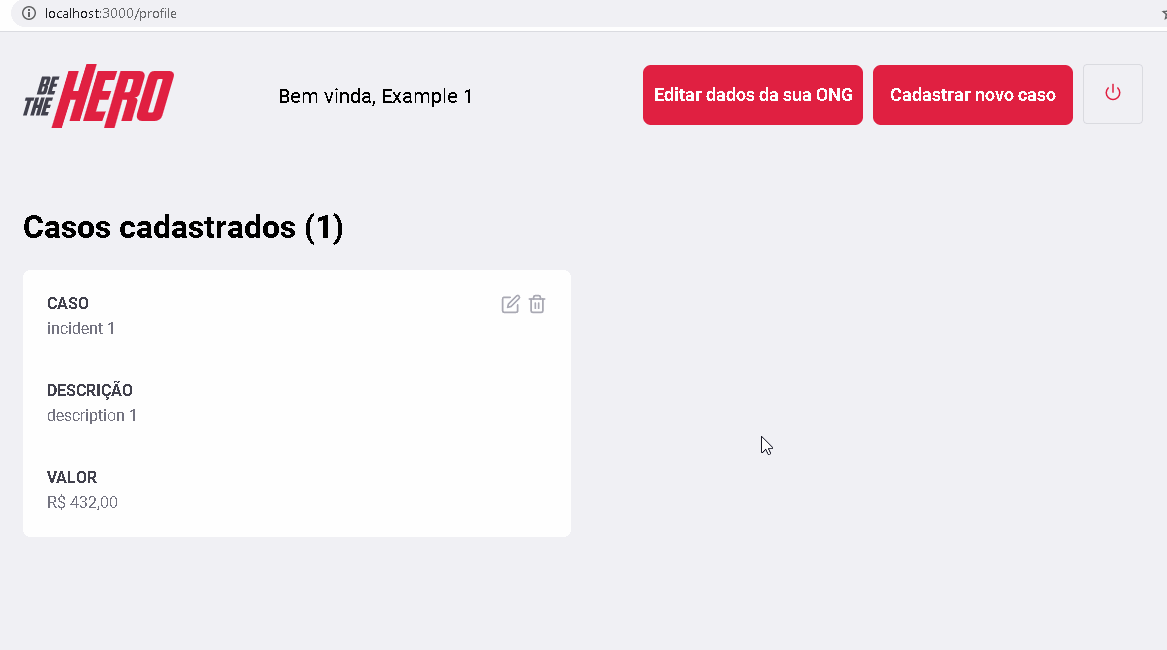 localhost:3000/profile
BE THE HERO
Bem vinda, Example 1
Editar dados da sua ONG
Cadastrar novo caso
Casos cadastrados (1)
CASO
incident 1
DESCRIÇÃO
description 1
VALOR
R$ 432,00